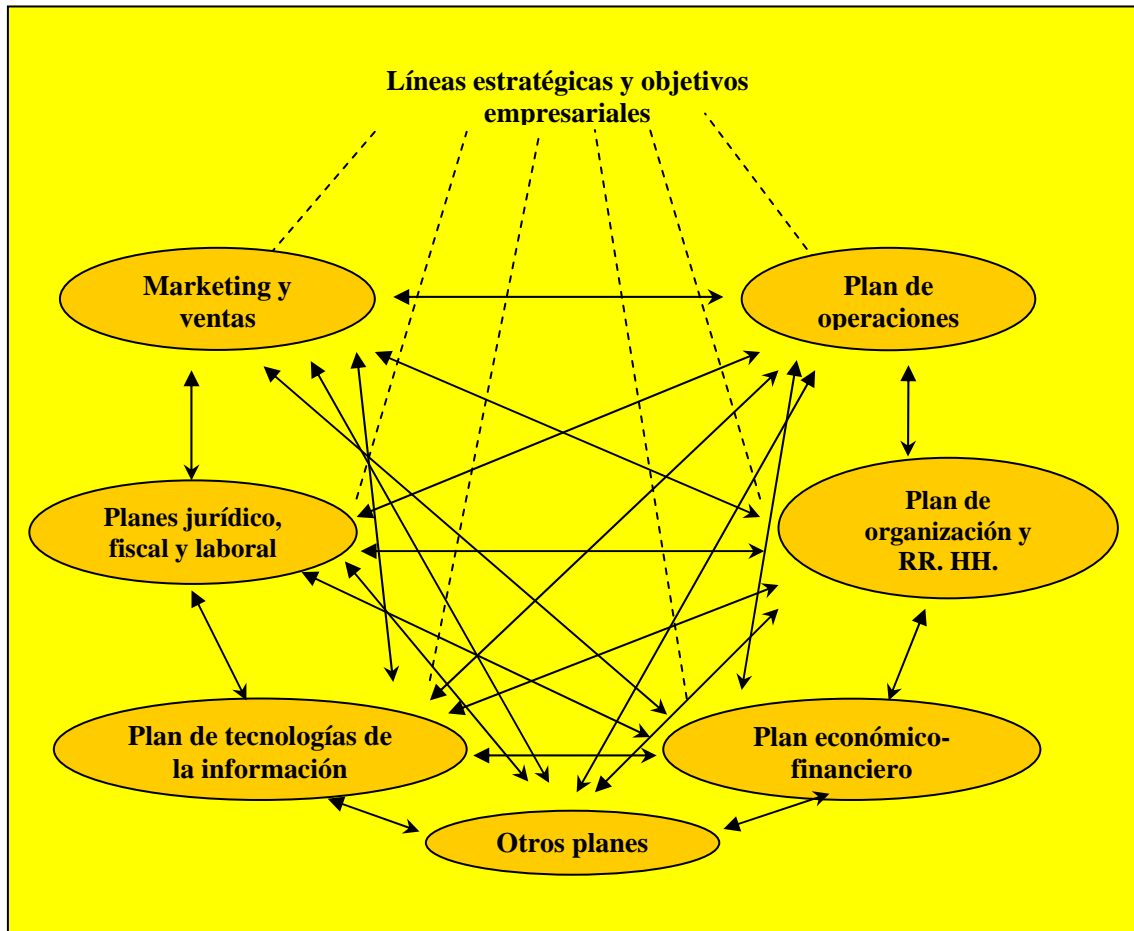 Líneas estratégicas y objetivos
empresariales
Marketing y
ventas
Plan de
operaciones
Planes jurídico,
fiscal y laboral
Plan de
organización y
RR. HH.
Plan de tecnologías de
la información
Plan económico-
financiero
Otros planes